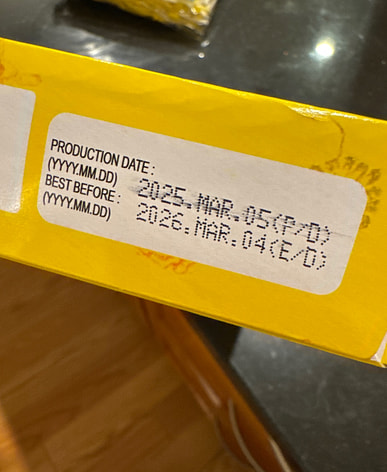 PRODUCTION DATE :
(YYYY.MM.DD) 2025.MAR.05(P/D)
BEST BEFORE :
(YYYY.MM.DD) 2026.MAR.04(E/D)